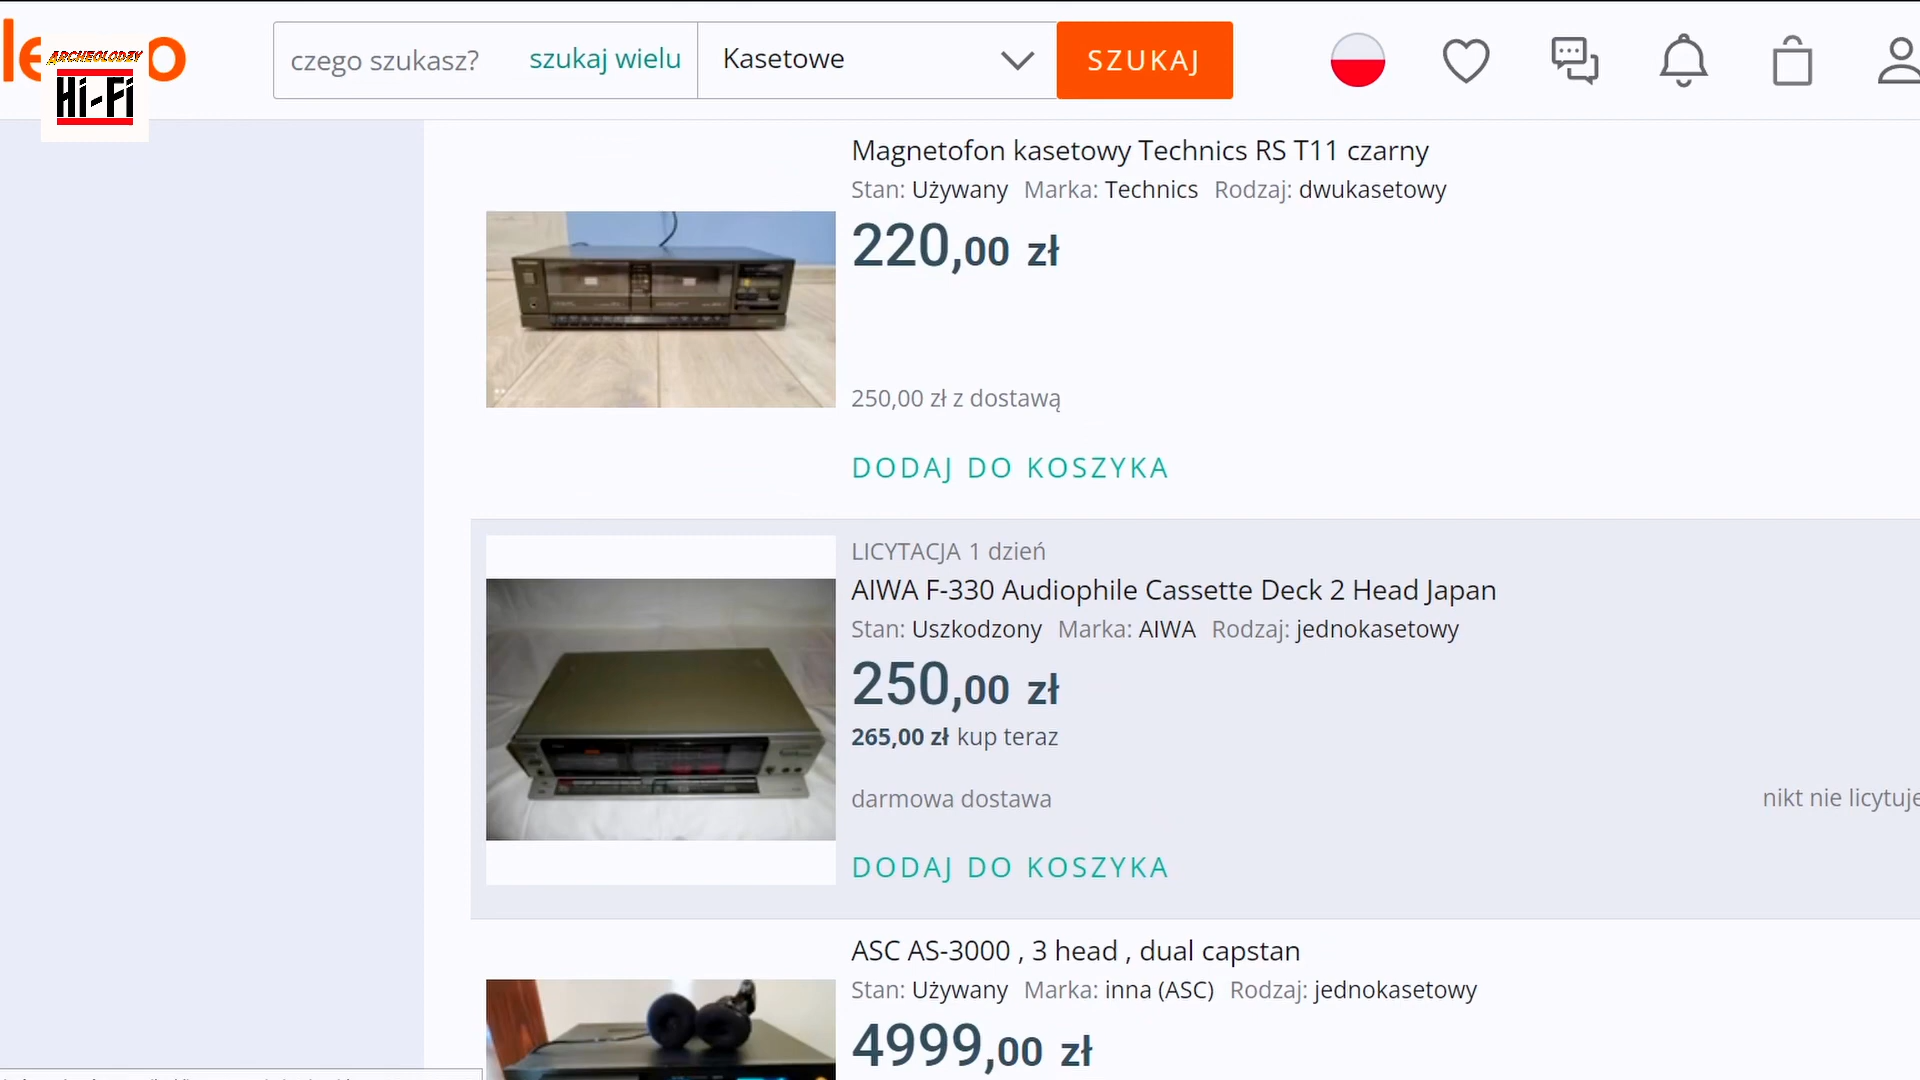 le
o
ARCHEOLODZY
Hi-Fi
czego szukasz?
szukaj wielu
Kasetowe
SZUKAJ
Magnetofon kasetowy Technics RS T11 czarny
Stan: Używany Marka: Technics Rodzaj: dwukasetowy
220,00 zł
250,00 zł z dostawą
DODAJ DO KOSZYKA
LICYTACJA 1 dzień
AIWA F-330 Audiophile Cassette Deck 2 Head Japan
Stan: Uszkodzony Marka: AIWA Rodzaj: jednokasetowy
250,00 zł
265,00 zł kup teraz
darmowa dostawa
nikt nie licytuje
DODAJ DO KOSZYKA
ASC AS-3000 , 3 head , dual capstan
Stan: Używany Marka: inna (ASC) Rodzaj: jednokasetowy
4999,00 zł